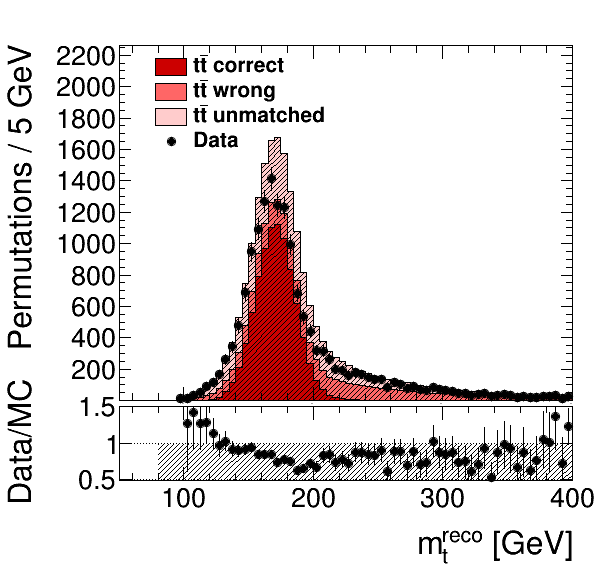 Permutations / 5 GeV
2200
2000
1800
1600
1400
1200
1000
800
600
400
200
tt̄ correct
tt̄ wrong
tt̄ unmatched
Data
Data/MC
1.5
1
0.5
100 200 300 400
m_t^reco [GeV]